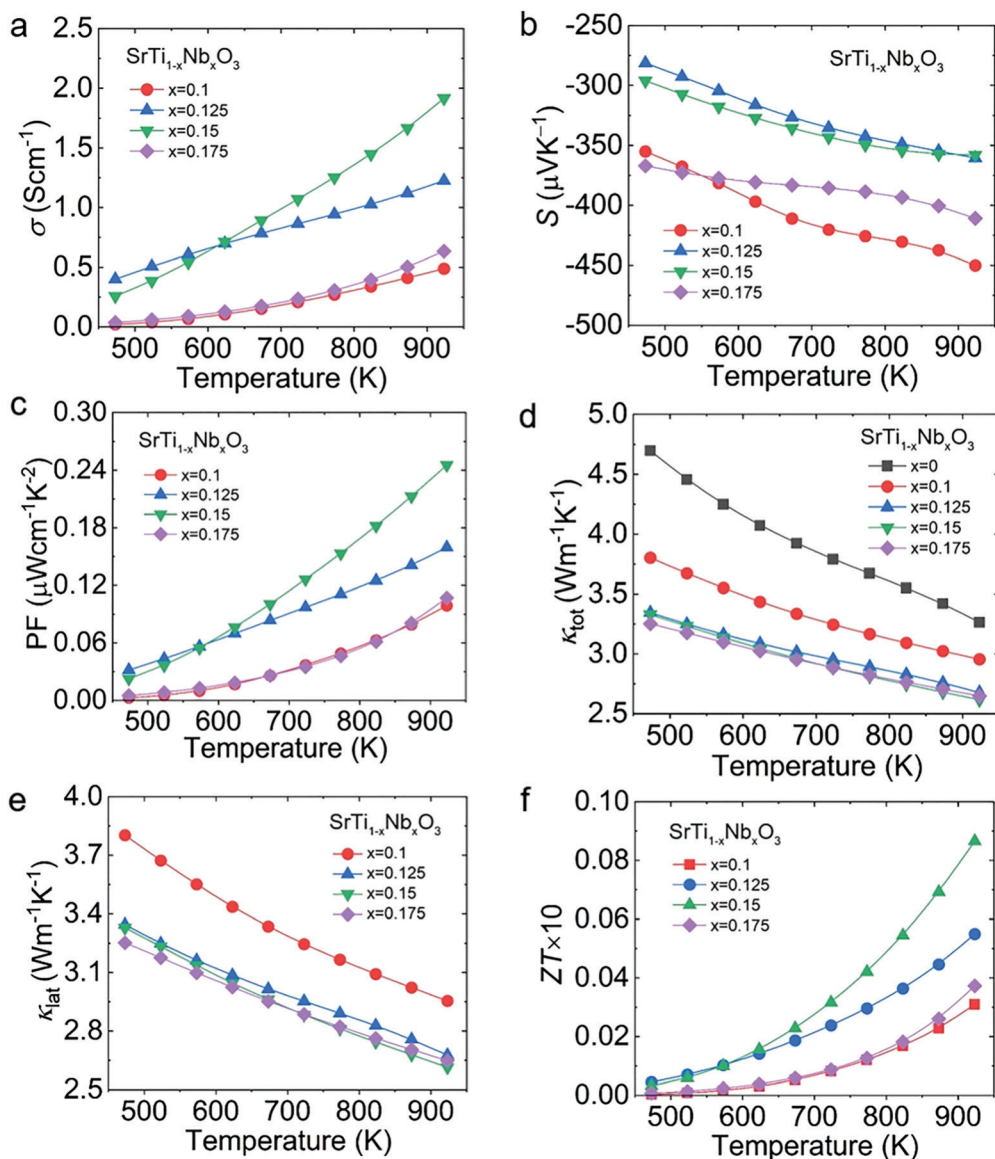 a
SrTi1-xNbxO3
x=0.1
x=0.125
x=0.15
x=0.175
σ (Scm⁻¹)
2.5
2.0
1.5
1.0
0.5
0.0
500 600 700 800 900
Temperature (K)
b
SrTi1-xNbxO3
x=0.1
x=0.125
x=0.15
x=0.175
S (μVK⁻¹)
-250
-300
-350
-400
-450
-500
500 600 700 800 900
Temperature (K)
c
SrTi1-xNbxO3
x=0.1
x=0.125
x=0.15
x=0.175
PF (μWcm⁻¹K⁻²)
0.30
0.24
0.18
0.12
0.06
0.00
500 600 700 800 900
Temperature (K)
d
SrTi1-xNbxO3
x=0
x=0.1
x=0.125
x=0.15
x=0.175
κtot (Wm⁻¹K⁻¹)
5.0
4.5
4.0
3.5
3.0
2.5
500 600 700 800 900
Temperature (K)
e
SrTi1-xNbxO3
x=0.1
x=0.125
x=0.15
x=0.175
κlat (Wm⁻¹K⁻¹)
4.0
3.7
3.4
3.1
2.8
2.5
500 600 700 800 900
Temperature (K)
f
SrTi1-xNbxO3
x=0.1
x=0.125
x=0.15
x=0.175
ZT×10
0.10
0.08
0.06
0.04
0.02
0.00
500 600 700 800 900
Temperature (K)